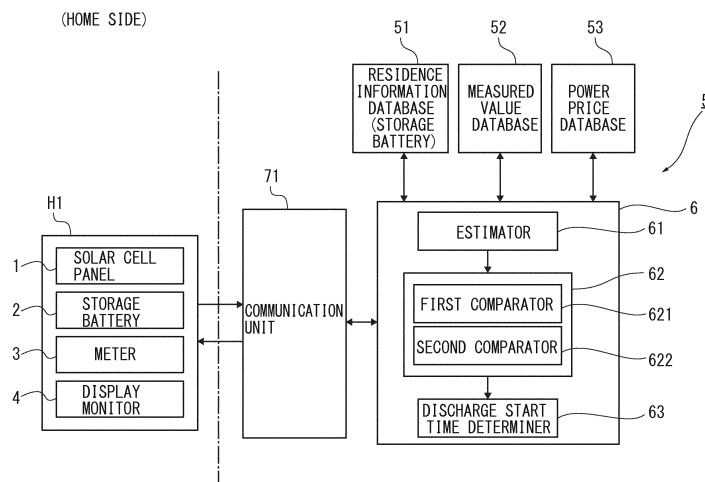 (HOME SIDE)
51
52
53
RESIDENCE
INFORMATION
DATABASE
(STORAGE
BATTERY)
MEASURED
VALUE
DATABASE
POWER
PRICE
DATABASE
5
H1
71
6
1
SOLAR CELL
PANEL
2
STORAGE
BATTERY
3
METER
4
DISPLAY
MONITOR
COMMUNICATION
UNIT
ESTIMATOR
61
62
FIRST COMPARATOR
621
SECOND COMPARATOR
622
DISCHARGE START
TIME DETERMINER
63